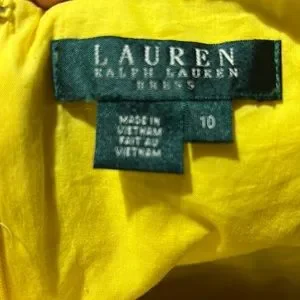 LAUREN
RALPH LAUREN
DRESS
MADE IN
VIETNAM
FAIT AU
VIETNAM
10